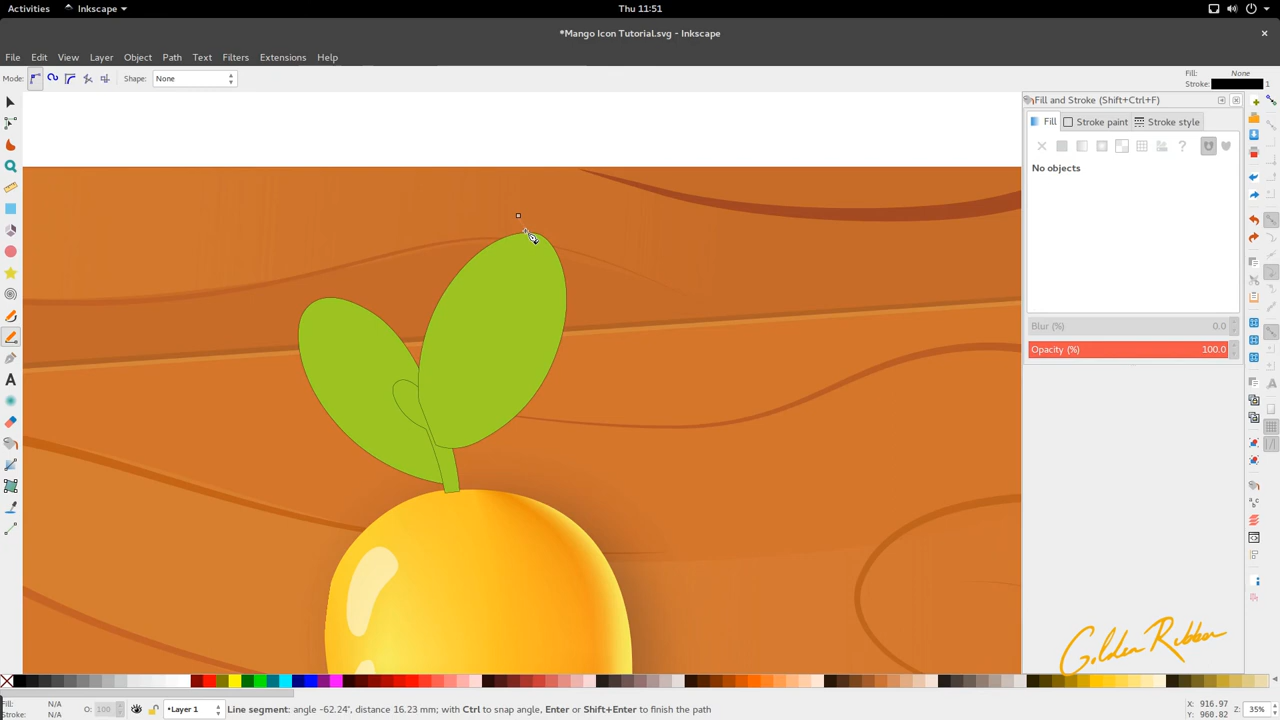 Activities Inkscape Thu 11:51
*Mango Icon Tutorial.svg - Inkscape
File Edit View Layer Object Path Text Filters Extensions Help
Mode: Shape: None
Fill: None
Stroke: 1
Fill and Stroke (Shift+Ctrl+F)
Fill Stroke paint Stroke style
No objects
Blur (%) 0.0
Opacity (%) 100.0
Golden Ribbon
Fill: N/A
Stroke: N/A
O: 100
•Layer 1
Line segment: angle -62.24°, distance 16.23 mm; with Ctrl to snap angle, Enter or Shift+Enter to finish the path
X: 916.97
Y: 960.82
Z: 35%